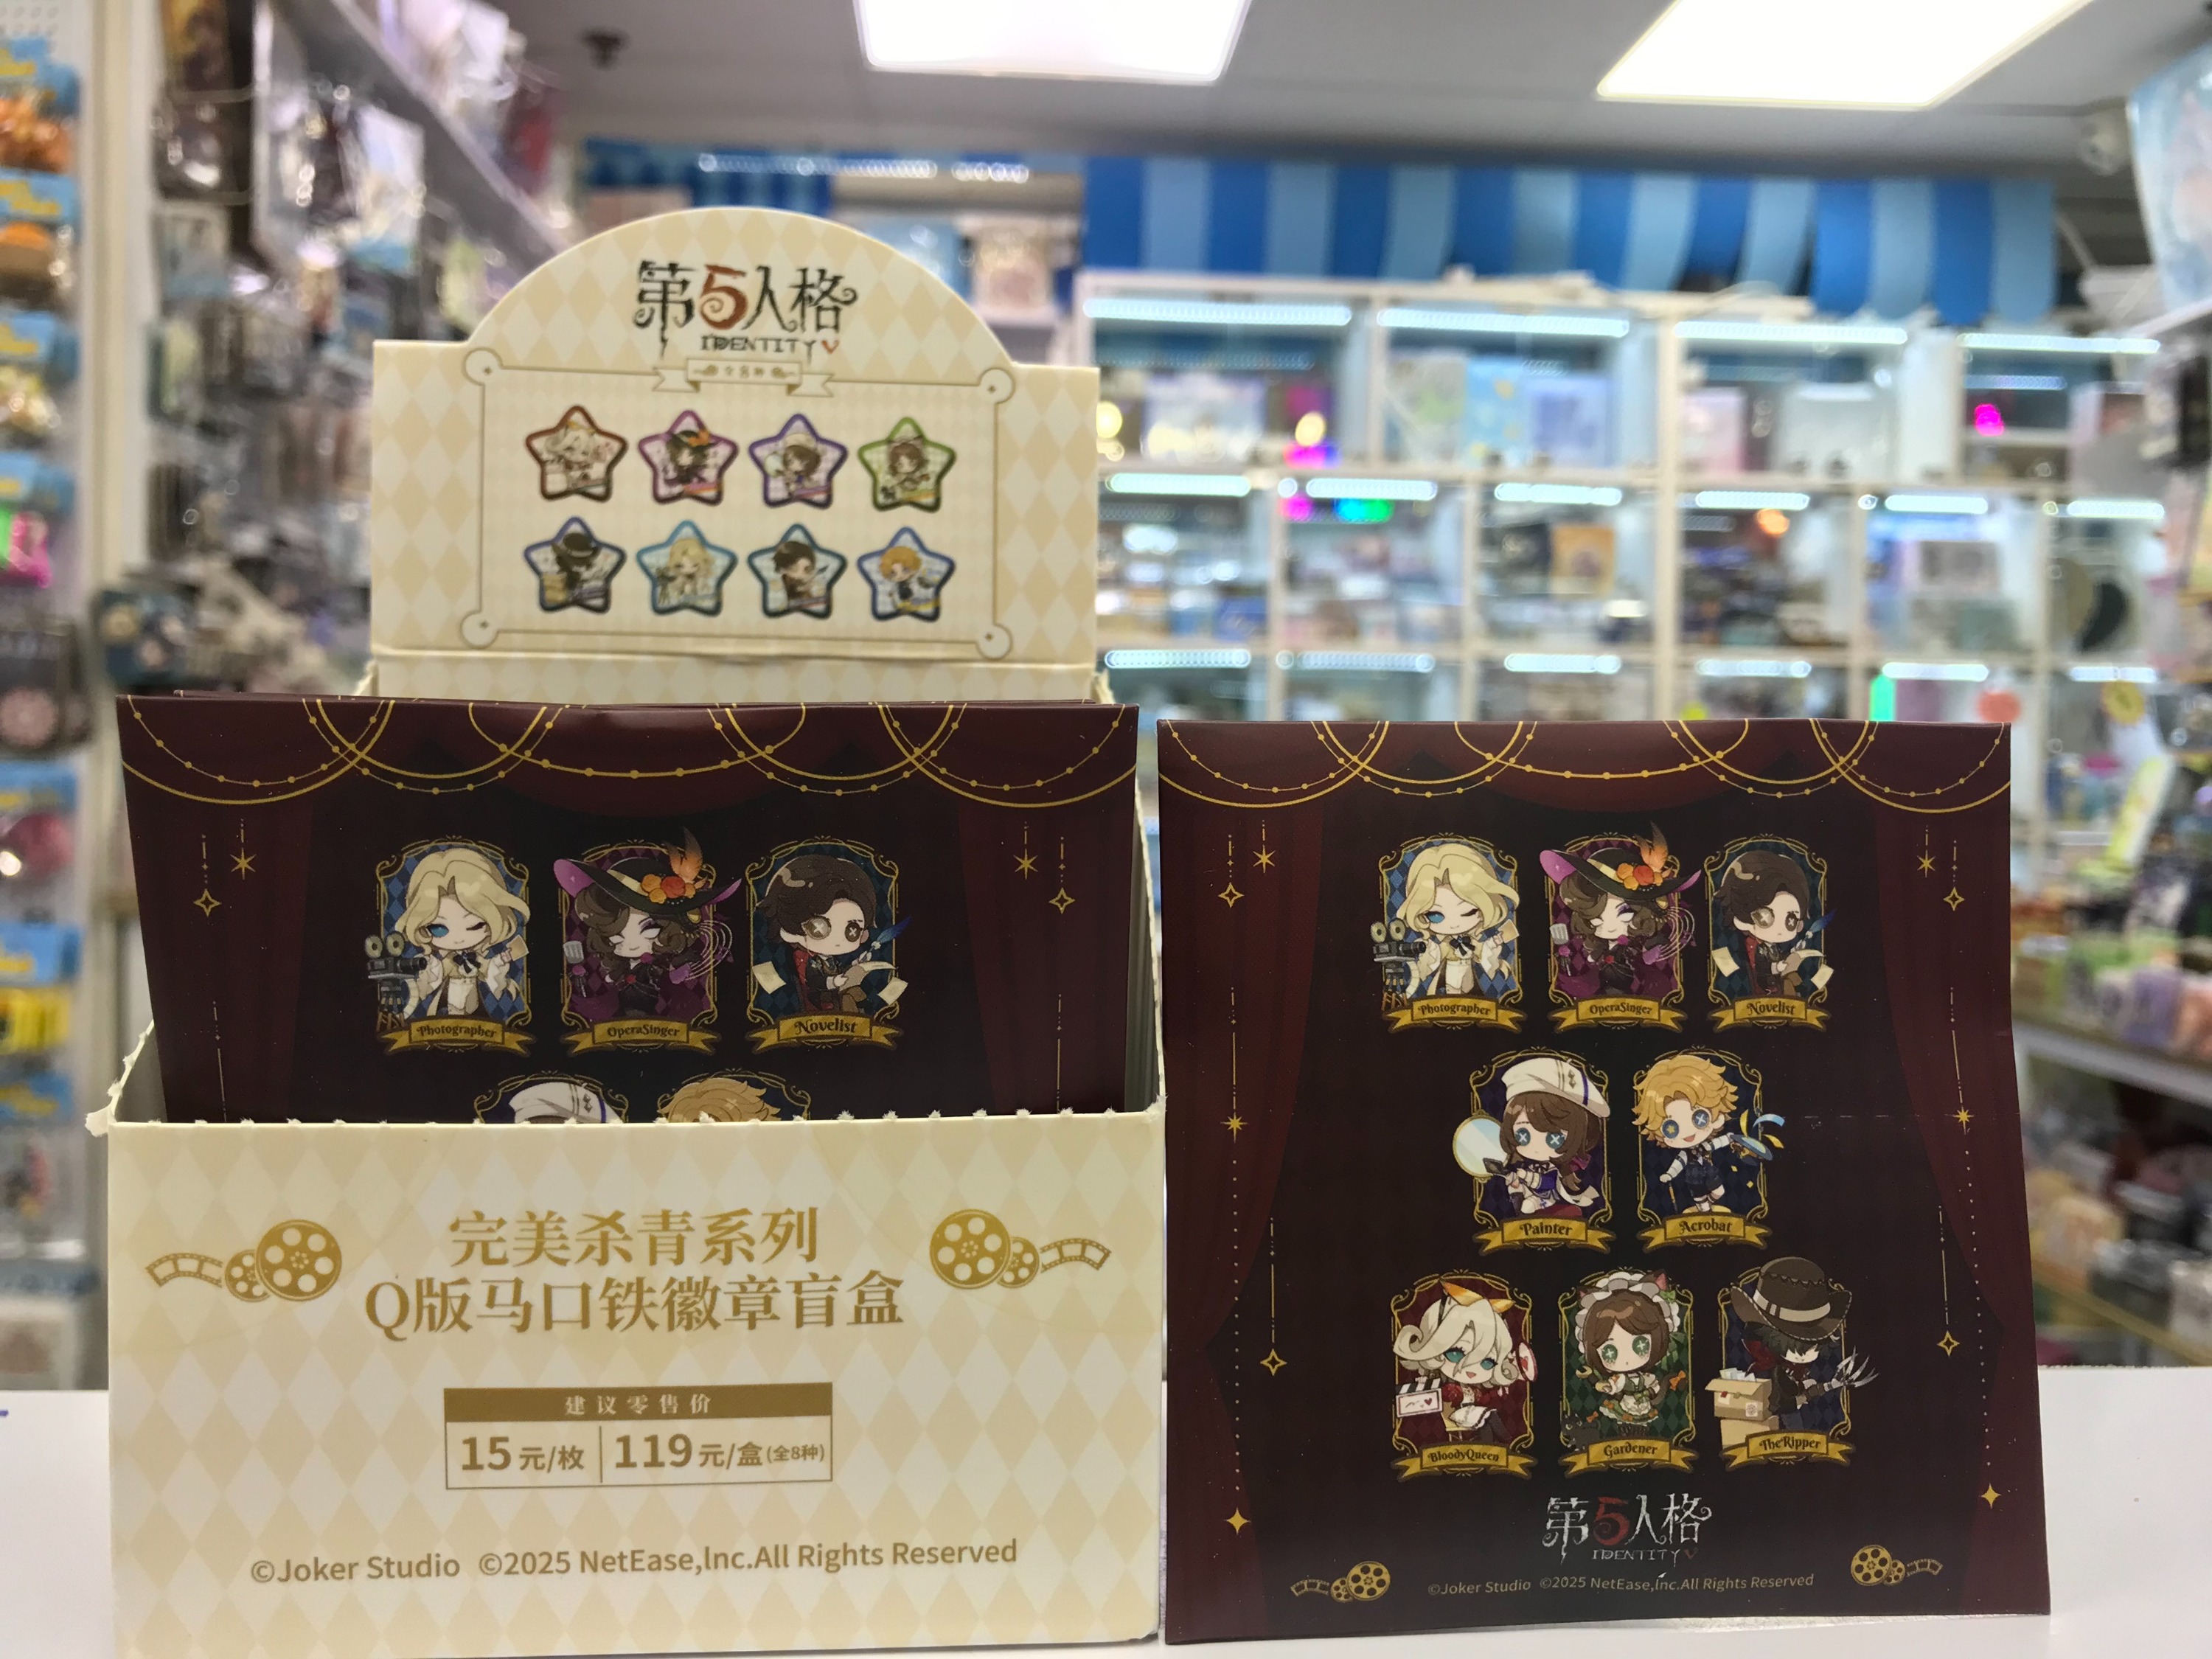 第5人格
IDENTITY V
全8种
Photographer
OperaSinger
Novelist
完美杀青系列
Q版马口铁徽章盲盒
建议零售价
15元/枚 119元/盒(全8种)
©Joker Studio ©2025 NetEase,Inc.All Rights Reserved
Photographer
OperaSinger
Novelist
Painter
Acrobat
BloodyQueen
Gardener
TheRipper
第5人格
IDENTITY V
©Joker Studio ©2025 NetEase,Inc.All Rights Reserved